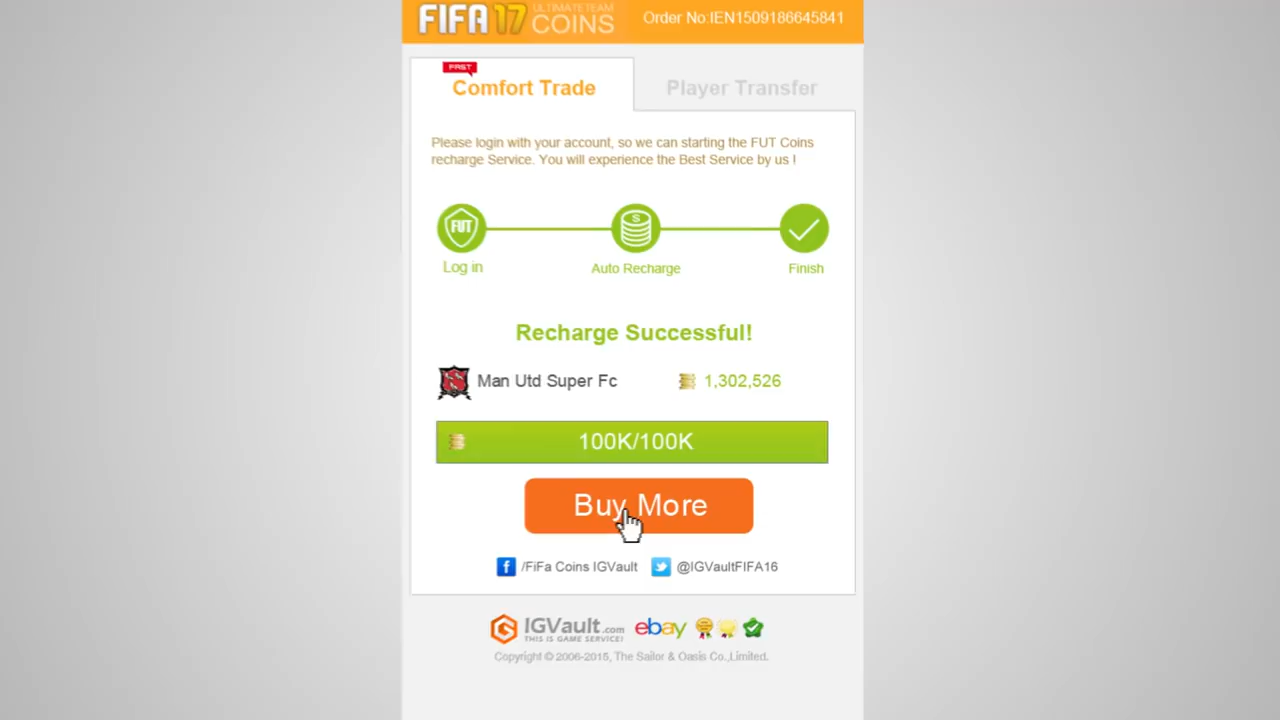 FIFA 17 ULTIMATE TEAM COINS
Order No:IEN1509186645841
FAST
Comfort Trade
Player Transfer
Please login with your account, so we can starting the FUT Coins
recharge Service. You will experience the Best Service by us !
FUT
$
Log in
Auto Recharge
Finish
Recharge Successful!
Man Utd Super Fc
1,302,526
100K/100K
Buy More
f /FiFa Coins IGVault
@IGVaultFIFA16
IGVault.com
THIS IS GAME SERVICE!
ebay
Copyright © 2006-2015, The Sailor & Oasis Co.,Limited.